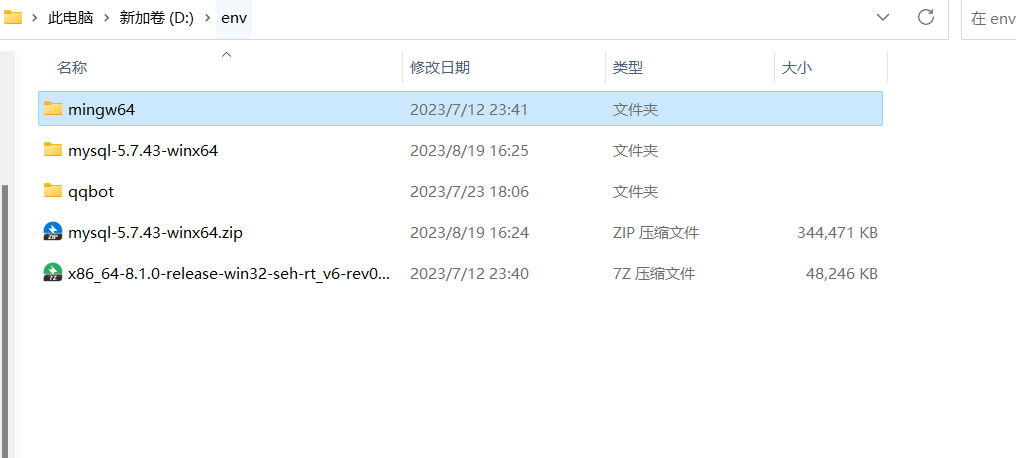 此电脑 > 新加卷 (D:) > env
在 env
名称 修改日期 类型 大小
mingw64 2023/7/12 23:41 文件夹
mysql-5.7.43-winx64 2023/8/19 16:25 文件夹
qqbot 2023/7/23 18:06 文件夹
mysql-5.7.43-winx64.zip 2023/8/19 16:24 ZIP 压缩文件 344,471 KB
x86_64-8.1.0-release-win32-seh-rt_v6-rev0... 2023/7/12 23:40 7Z 压缩文件 48,246 KB